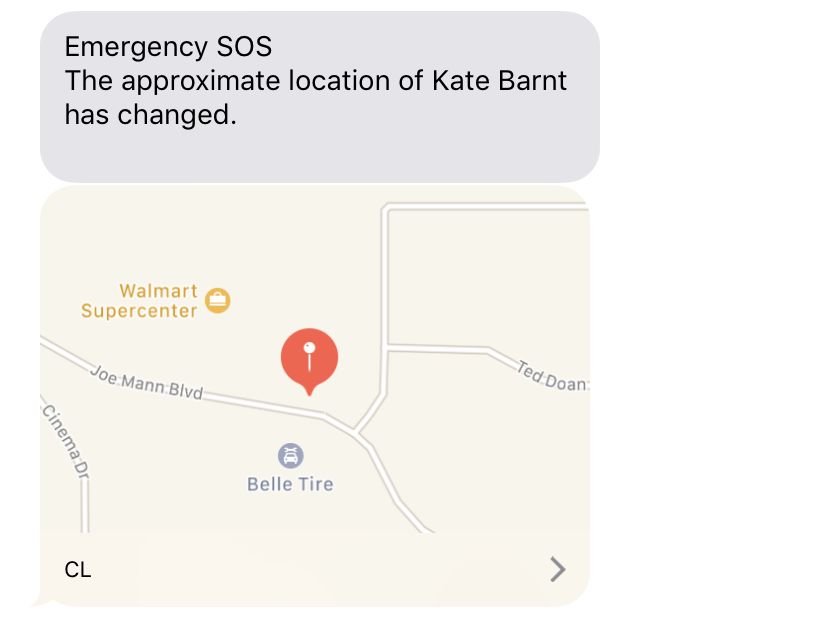 Emergency SOS
The approximate location of Kate Barnt
has changed.
Walmart
Supercenter
Joe Mann Blvd
Ted Doan
Cinema Dr
Belle Tire
CL